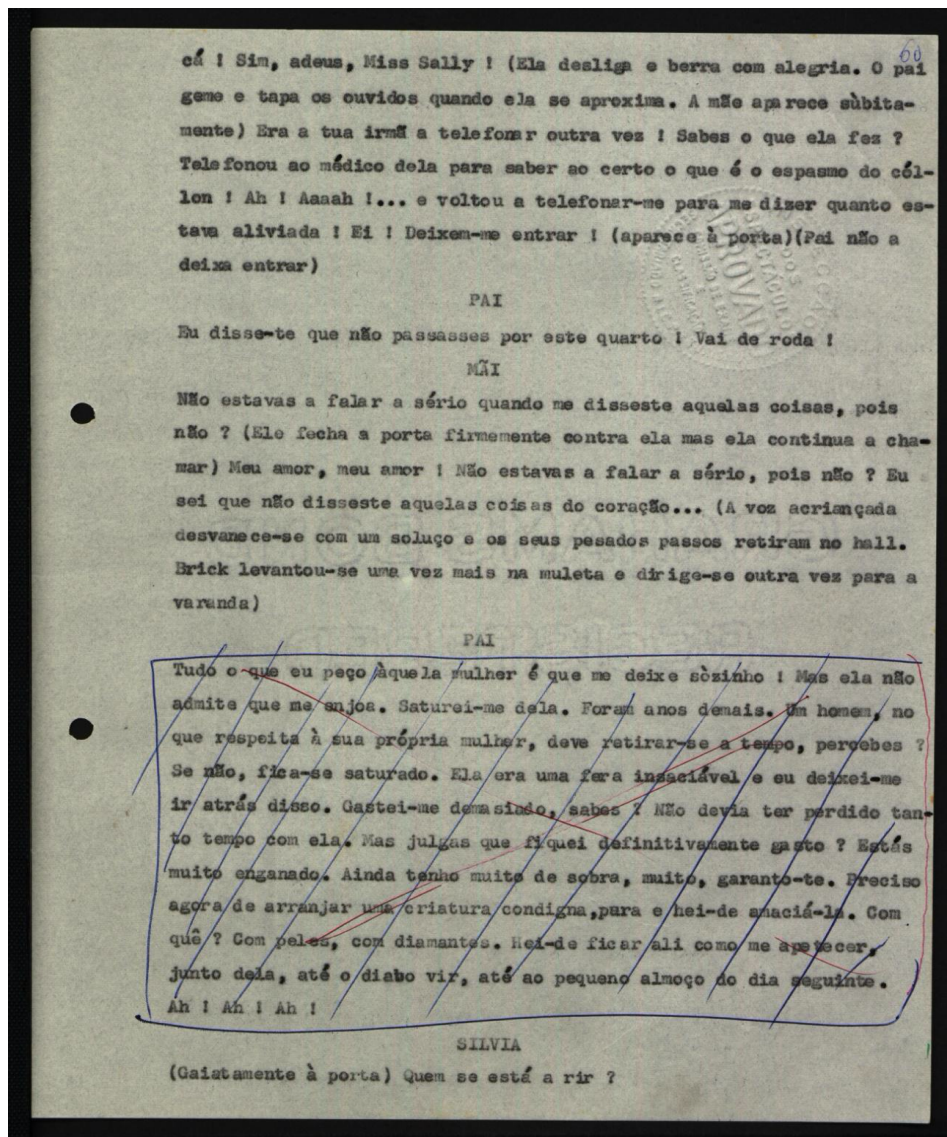 60
cá ! Sim, adeus, Miss Sally ! (Ela desliga e berra com alegria. O pai
geme e tapa os ouvidos quando ela se aproxima. A mãe aparece sùbita-
mente) Era a tua irmã a telefonar outra vez ! Sabes o que ela fez ?
Telefonou ao médico dela para saber ao certo o que é o espasmo do cól-
lon ! Ah ! Aaaah !... e voltou a telefonar-me para me dizer quanto es-
tava aliviada ! Ei ! Deixem-me entrar ! (aparece à porta)(Pai não a
deixa entrar)
PAI
Eu disse-te que não passasses por este quarto ! Vai de roda !
MÃI
Não estavas a falar a sério quando me disseste aquelas coisas, pois
não ? (Ele fecha a porta firmemente contra ela mas ela continua a cha-
mar) Meu amor, meu amor ! Não estavas a falar a sério, pois não ? Eu
sei que não disseste aquelas coisas do coração... (A voz acriançada
desvanece-se com um soluço e os seus pesados passos retiram no hall.
Brick levantou-se uma vez mais na muleta e dirige-se outra vez para a
varanda)
PAI
Tudo o que eu peço àquela mulher é que me deixe sòzinho ! Mas ela não
admite que me enjoa. Saturei-me dela. Foram anos demais. Um homem, no
que respeita à sua própria mulher, deve retirar-se a tempo, percebes ?
Se não, fica-se saturado. Ela era uma fera insaciável e eu deixei-me
ir atrás disso. Gastei-me demasiado, sabes ? Não devia ter perdido tan-
to tempo com ela. Mas julgas que fiquei definitivamente gasto ? Estás
muito enganado. Ainda tenho muito de sobra, muito, garanto-te. Preciso
agora de arranjar uma criatura condigna,para e hei-de amaciá-la. Com
quê ? Com peles, com diamantes. Hei-de ficar ali como me apetecer,
junto dela, até o diabo vir, até ao pequeno almoço do dia seguinte.
Ah ! Ah ! Ah !
SILVIA
(Gaiatamente à porta) Quem se está a rir ?